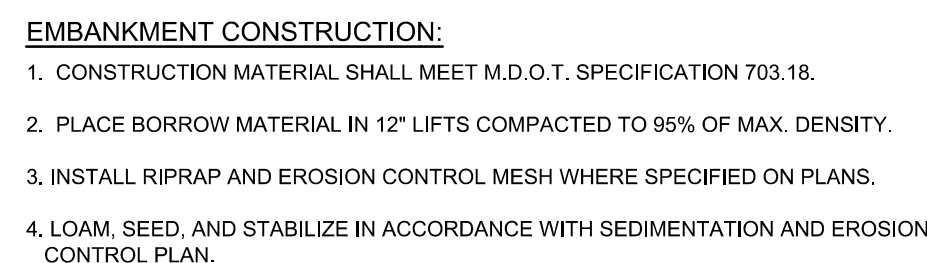 EMBANKMENT CONSTRUCTION:
1. CONSTRUCTION MATERIAL SHALL MEET M.D.O.T. SPECIFICATION 703.18.
2. PLACE BORROW MATERIAL IN 12" LIFTS COMPACTED TO 95% OF MAX. DENSITY.
3. INSTALL RIPRAP AND EROSION CONTROL MESH WHERE SPECIFIED ON PLANS.
4. LOAM, SEED, AND STABILIZE IN ACCORDANCE WITH SEDIMENTATION AND EROSION
CONTROL PLAN.